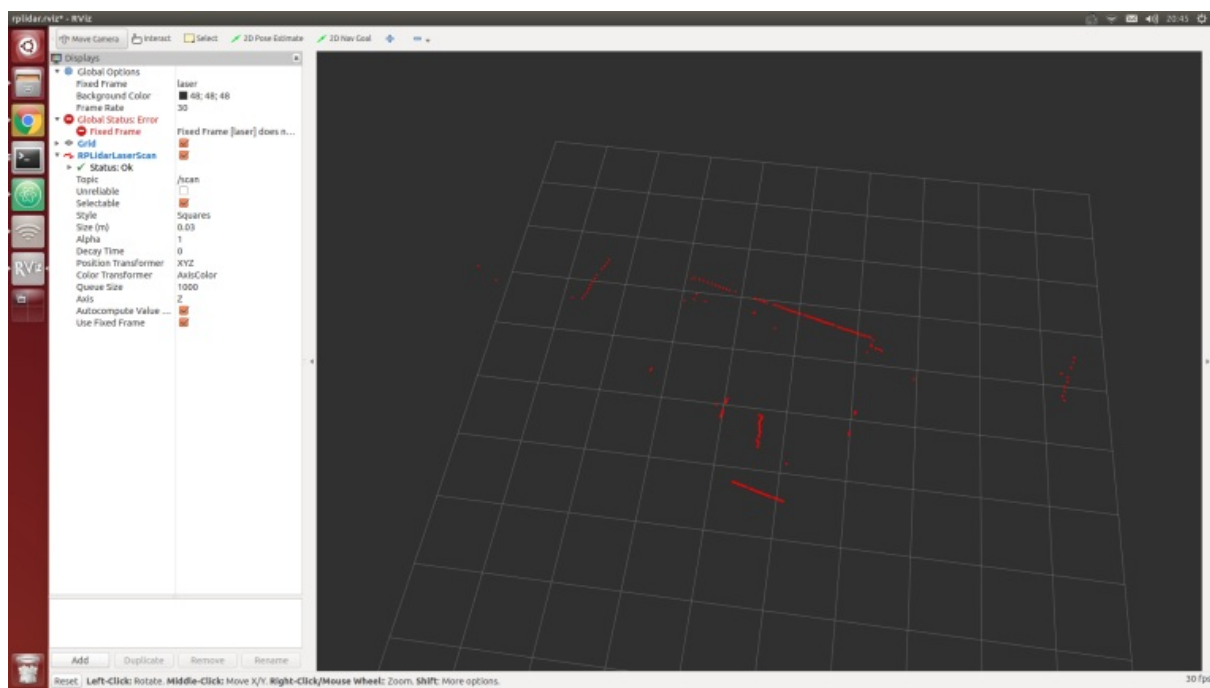 rplidar.rviz* - RViz
20:45
Move Camera Interact Select 2D Pose Estimate 2D Nav Goal
Displays
Global Options
Fixed Frame laser
Background Color 48; 48; 48
Frame Rate 30
Global Status: Error
Fixed Frame Fixed Frame [laser] does n...
Grid
RPLidarLaserScan
Status: Ok
Topic /scan
Unreliable
Selectable
Style Squares
Size (m) 0.03
Alpha 1
Decay Time 0
Position Transformer XYZ
Color Transformer AxisColor
Queue Size 1000
Axis Z
Autocompute Value ...
Use Fixed Frame
RViz
Add Duplicate Remove Rename
Reset Left-Click: Rotate. Middle-Click: Move X/Y. Right-Click/Mouse Wheel: Zoom. Shift: More options.
30 fps